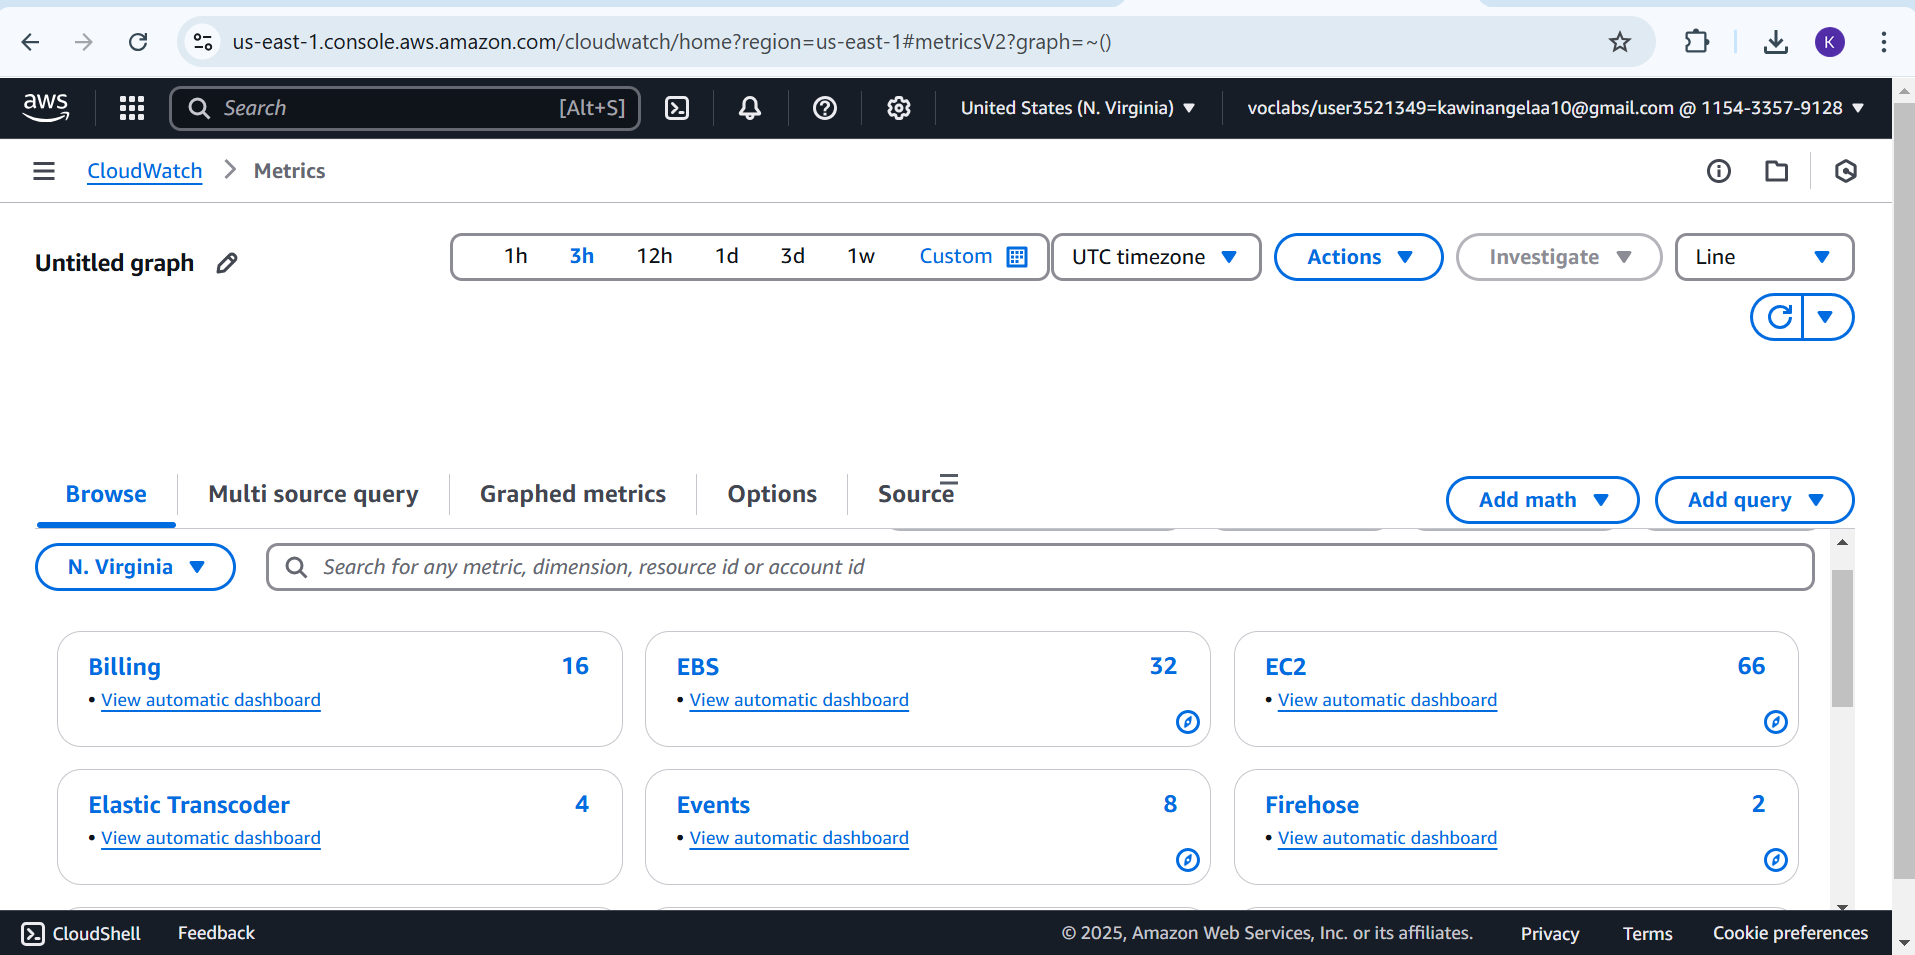 us-east-1.console.aws.amazon.com/cloudwatch/home?region=us-east-1#metricsV2?graph=~()
K
aws
Search [Alt+S]
United States (N. Virginia)
voclabs/user3521349=kawinangelaa10@gmail.com @ 1154-3357-9128
CloudWatch > Metrics
Untitled graph
1h 3h 12h 1d 3d 1w Custom
UTC timezone
Actions
Investigate
Line
Browse
Multi source query
Graphed metrics
Options
Source
Add math
Add query
N. Virginia
Search for any metric, dimension, resource id or account id
Billing 16
• View automatic dashboard
EBS 32
• View automatic dashboard
EC2 66
• View automatic dashboard
Elastic Transcoder 4
• View automatic dashboard
Events 8
• View automatic dashboard
Firehose 2
• View automatic dashboard
CloudShell Feedback © 2025, Amazon Web Services, Inc. or its affiliates. Privacy Terms Cookie preferences